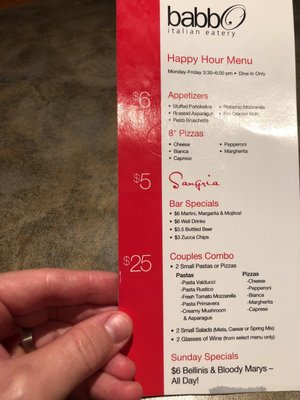 babbO
italian eatery
Happy Hour Menu
Monday-Friday 3:30-6:00 pm • Dine In Only
$6
Appetizers
• Stuffed Portobellos
• Roasted Asparagus
• Pesto Bruschetta
• Pistachio Mozzarella
8" Pizzas
• Cheese
• Bianca
• Caprese
• Pepperoni
• Margherita
$5
Sangria
Bar Specials
• $6 Martini, Margarita & Mojitos!
• $6 Well Drinks
• $3.5 Bottled Beer
• $3 Zucca Chips
$25
Couples Combo
• 2 Small Pastas or Pizzas
Pastas
-Pasta Valducci
-Pasta Rustico
-Fresh Tomato Mozzarella
-Pasta Primavera
-Creamy Mushroom
& Asparagus
Pizzas
-Cheese
-Pepperoni
-Bianca
-Margherita
-Caprese
• 2 Small Salads (Mista, Caesar or Spring Mix)
• 2 Glasses of Wine (from select menu only)
Sunday Specials
$6 Bellinis & Bloody Marys –
All Day!